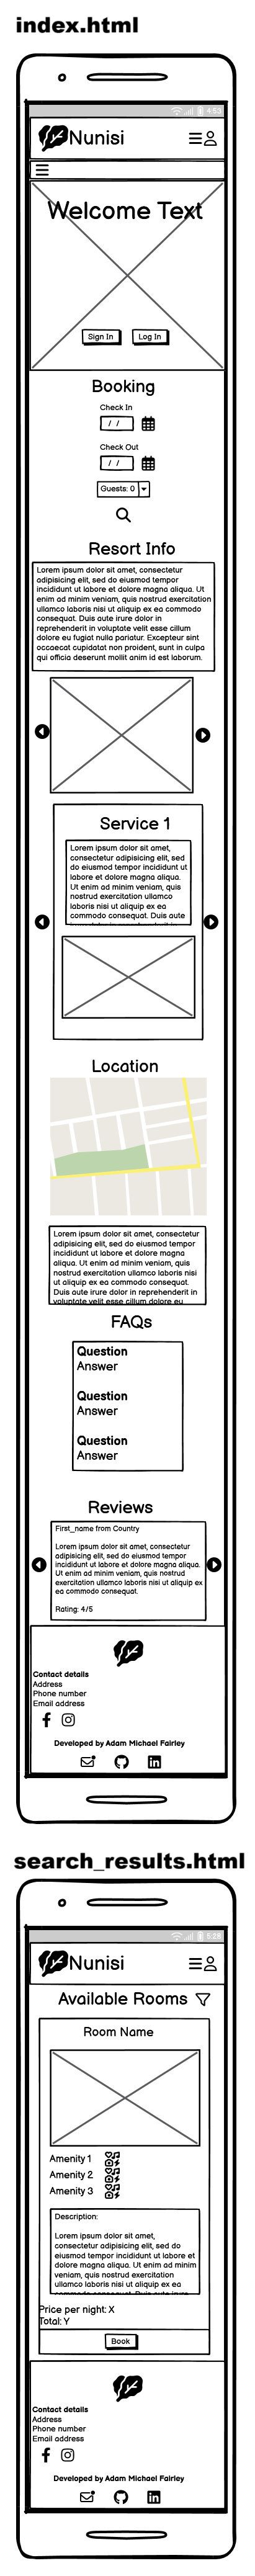 index.html
4:53
Nunisi
Welcome Text
Sign In
Log In
Booking
Check In
/ /
Check Out
/ /
Guests: 0
Resort Info
Lorem ipsum dolor sit amet, consectetur
adipisicing elit, sed do eiusmod tempor
incididunt ut labore et dolore magna aliqua. Ut
enim ad minim veniam, quis nostrud exercitation
ullamco laboris nisi ut aliquip ex ea commodo
consequat. Duis aute irure dolor in
reprehenderit in voluptate velit esse cillum
dolore eu fugiat nulla pariatur. Excepteur sint
occaecat cupidatat non proident, sunt in culpa
qui officia deserunt mollit anim id est laborum.
Service 1
Lorem ipsum dolor sit amet,
consectetur adipisicing elit, sed
do eiusmod tempor incididunt ut
labore et dolore magna aliqua.
Ut enim ad minim veniam, quis
nostrud exercitation ullamco
laboris nisi ut aliquip ex ea
commodo consequat. Duis aute
Location
Lorem ipsum dolor sit amet, consectetur
adipisicing elit, sed do eiusmod tempor
incididunt ut labore et dolore magna
aliqua. Ut enim ad minim veniam, quis
nostrud exercitation ullamco laboris nisi
ut aliquip ex ea commodo consequat.
Duis aute irure dolor in reprehenderit in
voluptate velit esse cillum dolore eu
FAQs
Question
Answer
Question
Answer
Question
Answer
Reviews
First_name from Country
Lorem ipsum dolor sit amet, consectetur
adipisicing elit, sed do eiusmod tempor
incididunt ut labore et dolore magna aliqua.
Ut enim ad minim veniam, quis nostrud
exercitation ullamco laboris nisi ut aliquip ex
ea commodo consequat.
Rating: 4/5
Contact details
Address
Phone number
Email address
Developed by Adam Michael Fairley
search_results.html
5:28
Nunisi
Available Rooms
Room Name
Amenity 1
Amenity 2
Amenity 3
Description:
Lorem ipsum dolor sit amet,
consectetur adipisicing elit, sed do
eiusmod tempor incididunt ut labore et
dolore magna aliqua. Ut enim ad minim
veniam, quis nostrud exercitation
ullamco laboris nisi ut aliquip ex ea
Price per night: X
Total: Y
Book
Contact details
Address
Phone number
Email address
Developed by Adam Michael Fairley